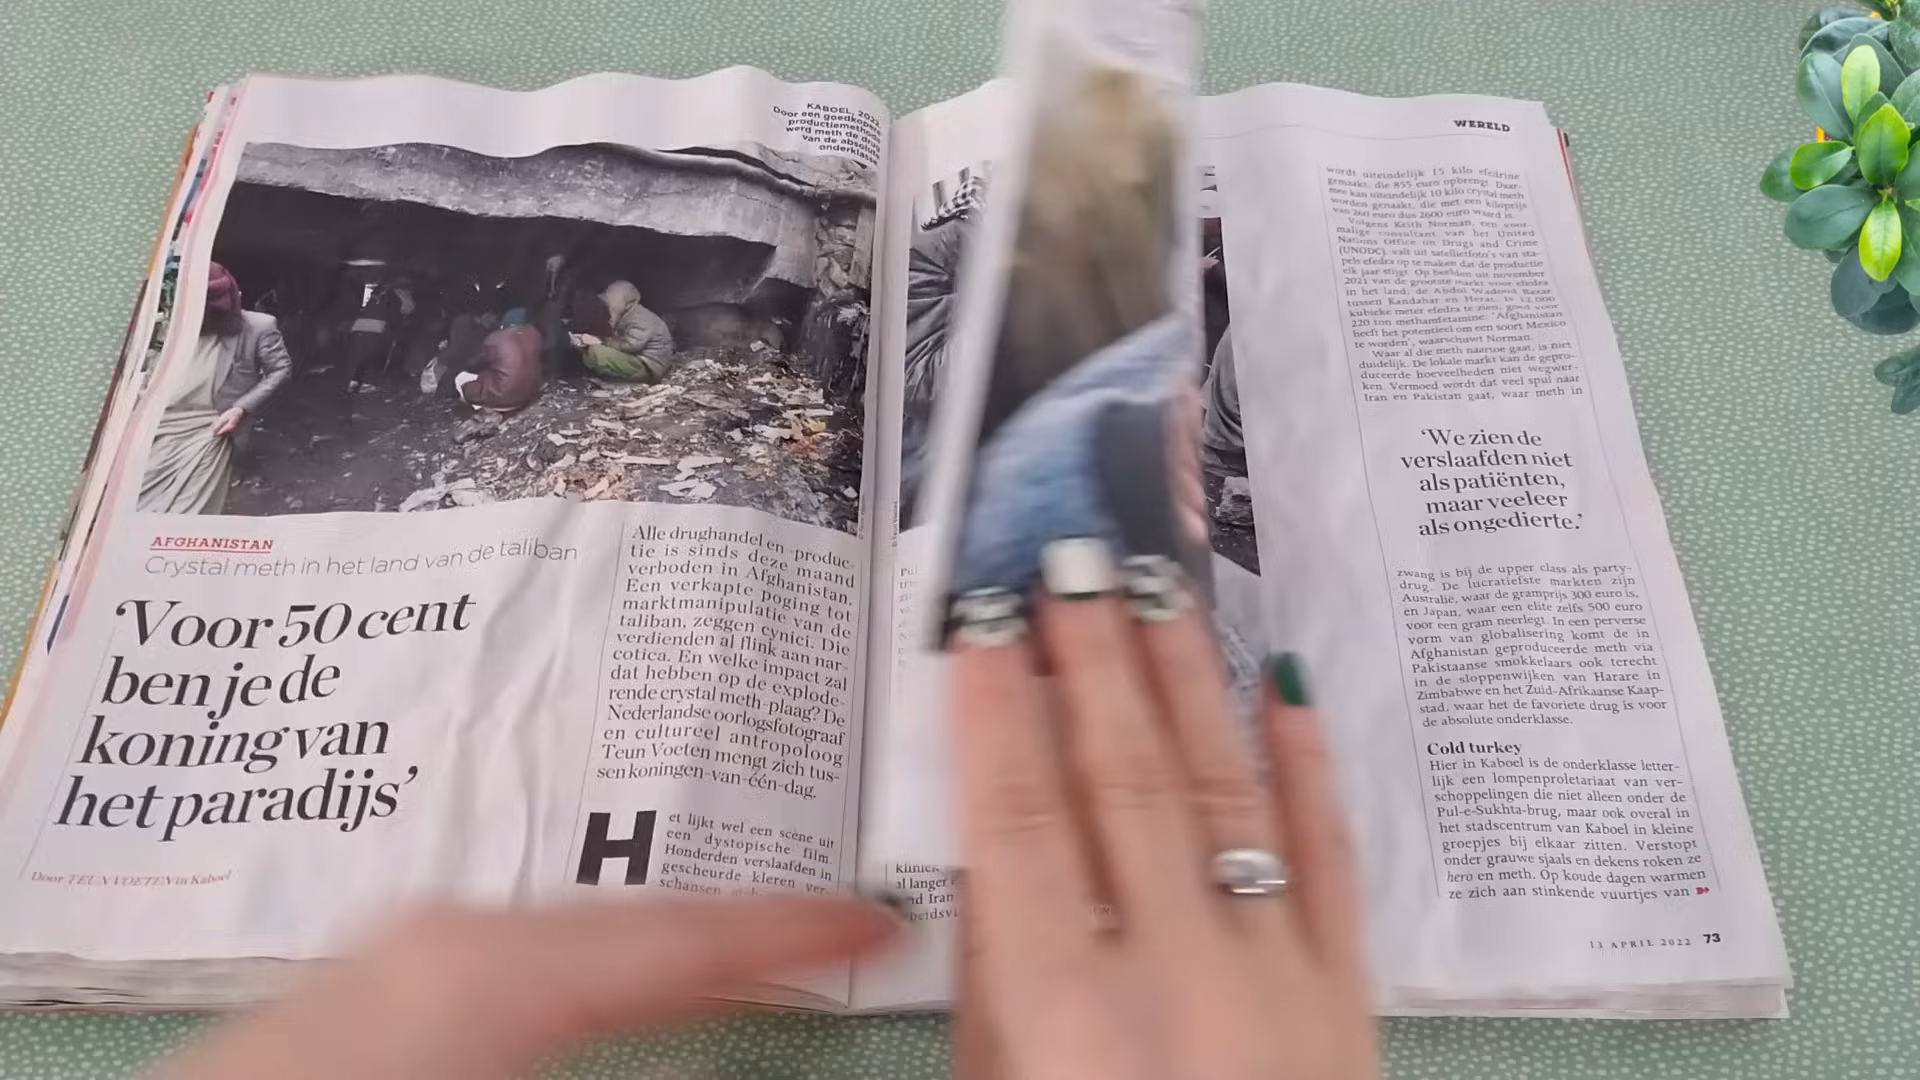 KABOEL, 2022.
Door een goedkopere
productiemethode
werd meth de drug
van de absolute
onderklasse.
AFGHANISTAN
Crystal meth in het land van de taliban
‘Voor 50 cent
ben je de
koning van
het paradijs’
Door TEUN VOETEN in Kaboel
Alle drughandel en -produc-
tie is sinds deze maand
verboden in Afghanistan.
Een verkapte poging tot
marktmanipulatie van de
taliban, zeggen cynici. Die
verdienden al flink aan nar-
cotica. En welke impact zal
dat hebben op de explode-
rende crystal meth-plaag? De
Nederlandse oorlogsfotograaf
en cultureel antropoloog
Teun Voeten mengt zich tus-
sen koningen-van-één-dag.
Het lijkt wel een scène uit
een dystopische film.
Honderden verslaafden in
gescheurde kleren ver-
schansen
al langer
nd Iran
beidsvi
WERELD
wordt uiteindelijk 15 kilo efedrine
gemaakt, die 855 euro opbrengt. Daar-
mee kan uiteindelijk 10 kilo crystal meth
worden gemaakt, die met een kiloprijs
van 260 euro dus 2600 euro waard is.
Volgens Keith Norman, een voor-
malige consultant van het United
Nations Office on Drugs and Crime
(UNODC), valt uit satellietfoto's van sta-
pels efedra op te maken dat de productie
elk jaar stijgt. Op beelden uit november
2021 van de grootste markt voor efedra
in het land, de Abdul Wadood Bazar
tussen Kandahar en Herat, is 12.000
kubieke meter efedra te zien, goed voor
220 ton methamfetamine. ‘Afghanistan
heeft het potentieel om een soort Mexico
te worden’, waarschuwt Norman.
Waar al die meth naartoe gaat, is niet
duidelijk. De lokale markt kan de gepro-
duceerde hoeveelheden niet wegwer-
ken. Vermoed wordt dat veel spul naar
Iran en Pakistan gaat, waar meth in
‘We zien de
verslaafden niet
als patiënten,
maar veeleer
als ongedierte.’
zwang is bij de upper class als party-
drug. De lucratiefste markten zijn
Australië, waar de gramprijs 300 euro is,
en Japan, waar een elite zelfs 500 euro
voor een gram neerlegt. In een perverse
vorm van globalisering komt de in
Afghanistan geproduceerde meth via
Pakistaanse smokkelaars ook terecht
in de sloppenwijken van Harare in
Zimbabwe en het Zuid-Afrikaanse Kaap-
stad, waar het de favoriete drug is voor
de absolute onderklasse.
Cold turkey
Hier in Kaboel is de onderklasse letter-
lijk een lompenproletariaat van ver-
schoppelingen die niet alleen onder de
Pul-e-Sukhta-brug, maar ook overal in
het stadscentrum van Kaboel in kleine
groepjes bij elkaar zitten. Verstopt
onder grauwe sjaals en dekens roken ze
hero en meth. Op koude dagen warmen
ze zich aan stinkende vuurtjes van
13 APRIL 2022 73